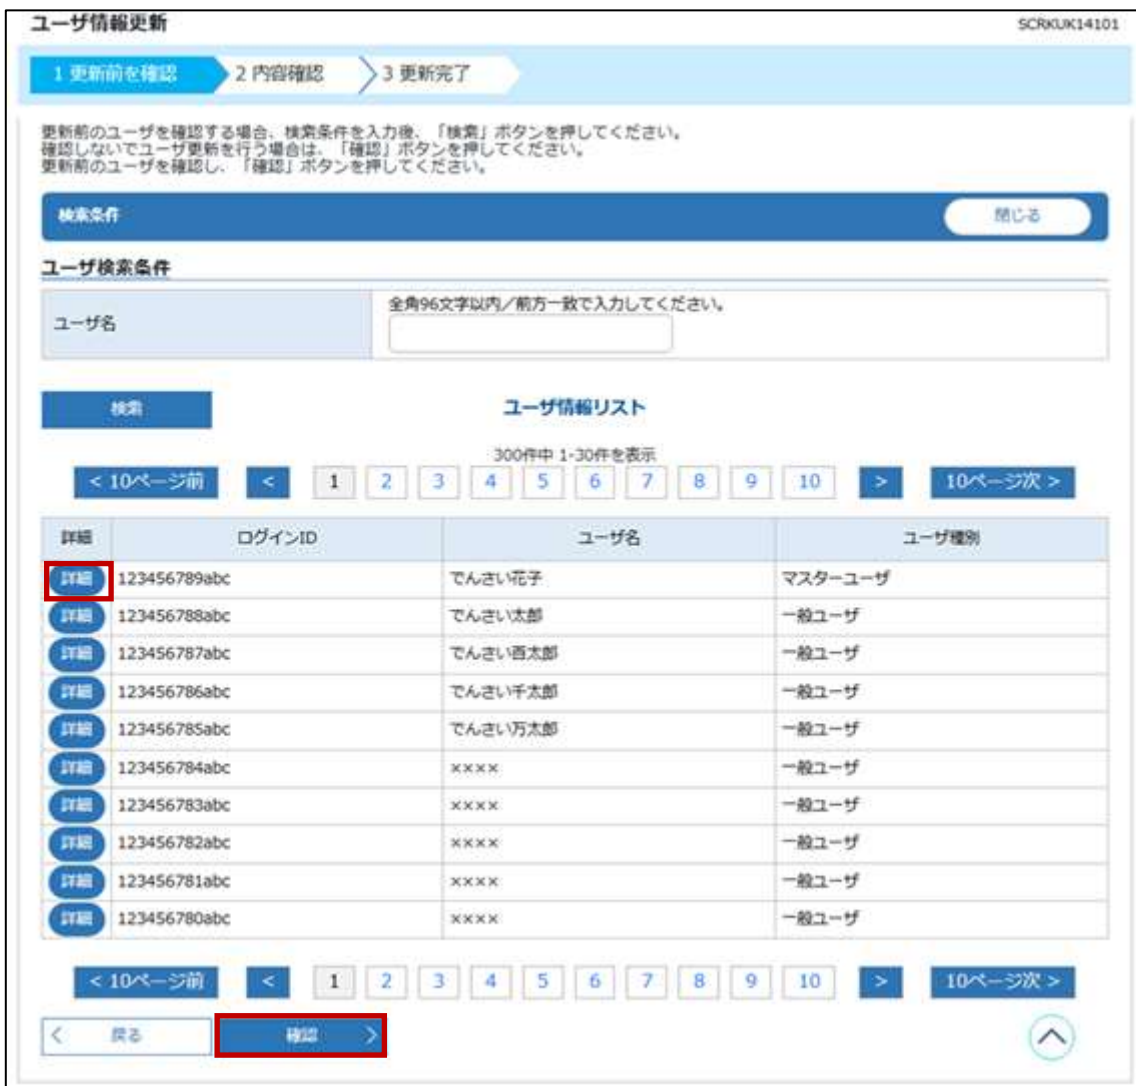 ユーザ情報更新 SCRKUK14101
1 更新前を確認 2 内容確認 3 更新完了
更新前のユーザを確認する場合、検索条件を入力後、「検索」ボタンを押してください。
確認しないでユーザ更新を行う場合は、「確認」ボタンを押してください。
更新前のユーザを確認し、「確認」ボタンを押してください。
検索条件 閉じる
ユーザ検索条件
全角96文字以内／前方一致で入力してください。
ユーザ名
検索 ユーザ情報リスト
300件中 1-30件を表示
< 10ページ前 < 1 2 3 4 5 6 7 8 9 10 > 10ページ次 >
詳細 ログインID ユーザ名 ユーザ種別
詳細 123456789abc でんさい花子 マスターユーザ
詳細 123456788abc でんさい太郎 一般ユーザ
詳細 123456787abc でんさい百太郎 一般ユーザ
詳細 123456786abc でんさい千太郎 一般ユーザ
詳細 123456785abc でんさい万太郎 一般ユーザ
詳細 123456784abc ×××× 一般ユーザ
詳細 123456783abc ×××× 一般ユーザ
詳細 123456782abc ×××× 一般ユーザ
詳細 123456781abc ×××× 一般ユーザ
詳細 123456780abc ×××× 一般ユーザ
< 10ページ前 < 1 2 3 4 5 6 7 8 9 10 > 10ページ次 >
< 戻る 確認 >